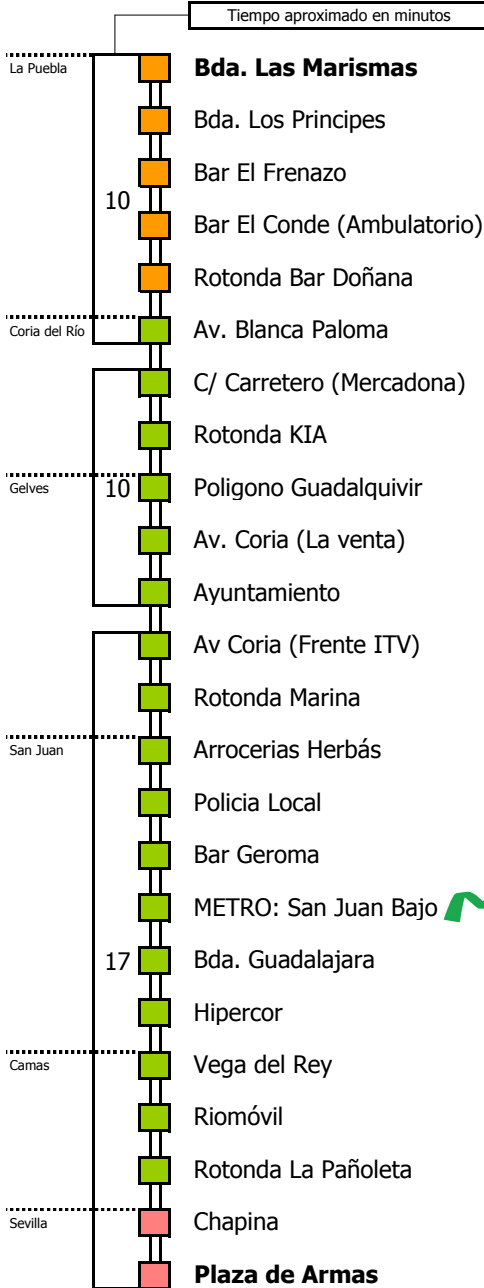 Tiempo aproximado en minutos
La Puebla
Bda. Las Marismas
Bda. Los Principes
Bar El Frenazo
10
Bar El Conde (Ambulatorio)
Rotonda Bar Doñana
Coria del Río
Av. Blanca Paloma
C/ Carretero (Mercadona)
Rotonda KIA
Gelves
10
Poligono Guadalquivir
Av. Coria (La venta)
Ayuntamiento
Av Coria (Frente ITV)
Rotonda Marina
San Juan
Arrocerias Herbás
Policia Local
Bar Geroma
METRO: San Juan Bajo
17
Bda. Guadalajara
Hipercor
Camas
Vega del Rey
Riomóvil
Rotonda La Pañoleta
Sevilla
Chapina
Plaza de Armas